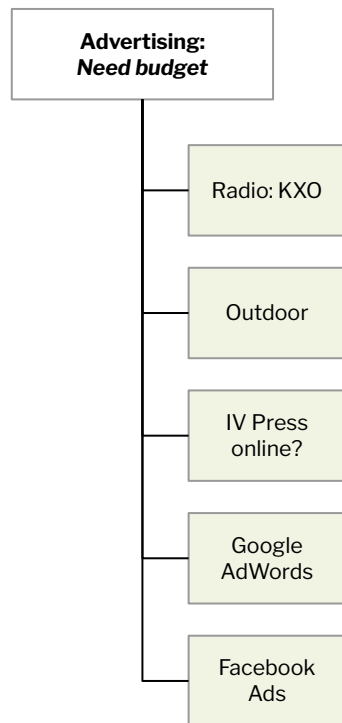 Advertising:
Need budget
Radio: KXO
Outdoor
IV Press
online?
Google
AdWords
Facebook
Ads